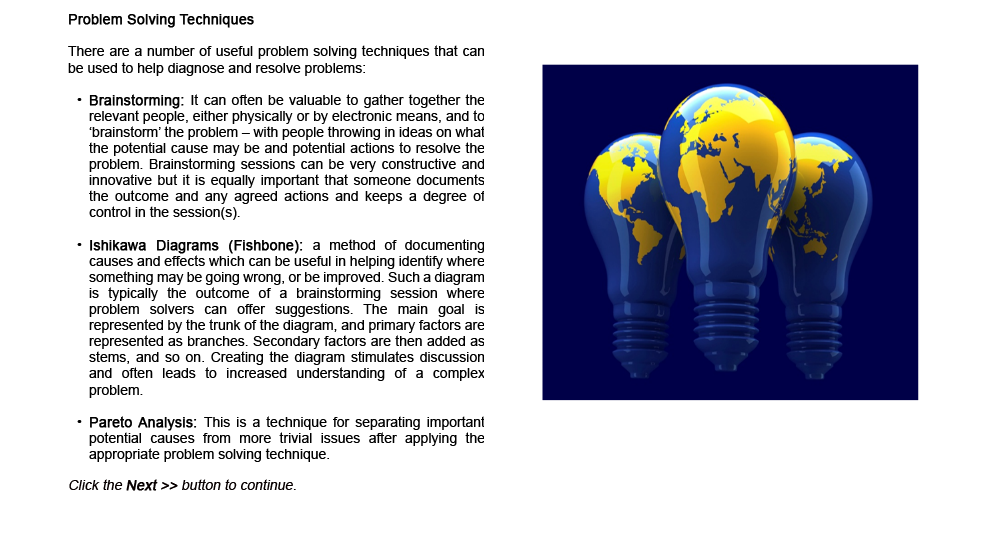 Problem Solving Techniques
There are a number of useful problem solving techniques that can
be used to help diagnose and resolve problems:
• Brainstorming: It can often be valuable to gather together the
relevant people, either physically or by electronic means, and to
‘brainstorm’ the problem – with people throwing in ideas on what
the potential cause may be and potential actions to resolve the
problem. Brainstorming sessions can be very constructive and
innovative but it is equally important that someone documents
the outcome and any agreed actions and keeps a degree of
control in the session(s).
• Ishikawa Diagrams (Fishbone): a method of documenting
causes and effects which can be useful in helping identify where
something may be going wrong, or be improved. Such a diagram
is typically the outcome of a brainstorming session where
problem solvers can offer suggestions. The main goal is
represented by the trunk of the diagram, and primary factors are
represented as branches. Secondary factors are then added as
stems, and so on. Creating the diagram stimulates discussion
and often leads to increased understanding of a complex
problem.
• Pareto Analysis: This is a technique for separating important
potential causes from more trivial issues after applying the
appropriate problem solving technique.
Click the Next >> button to continue.